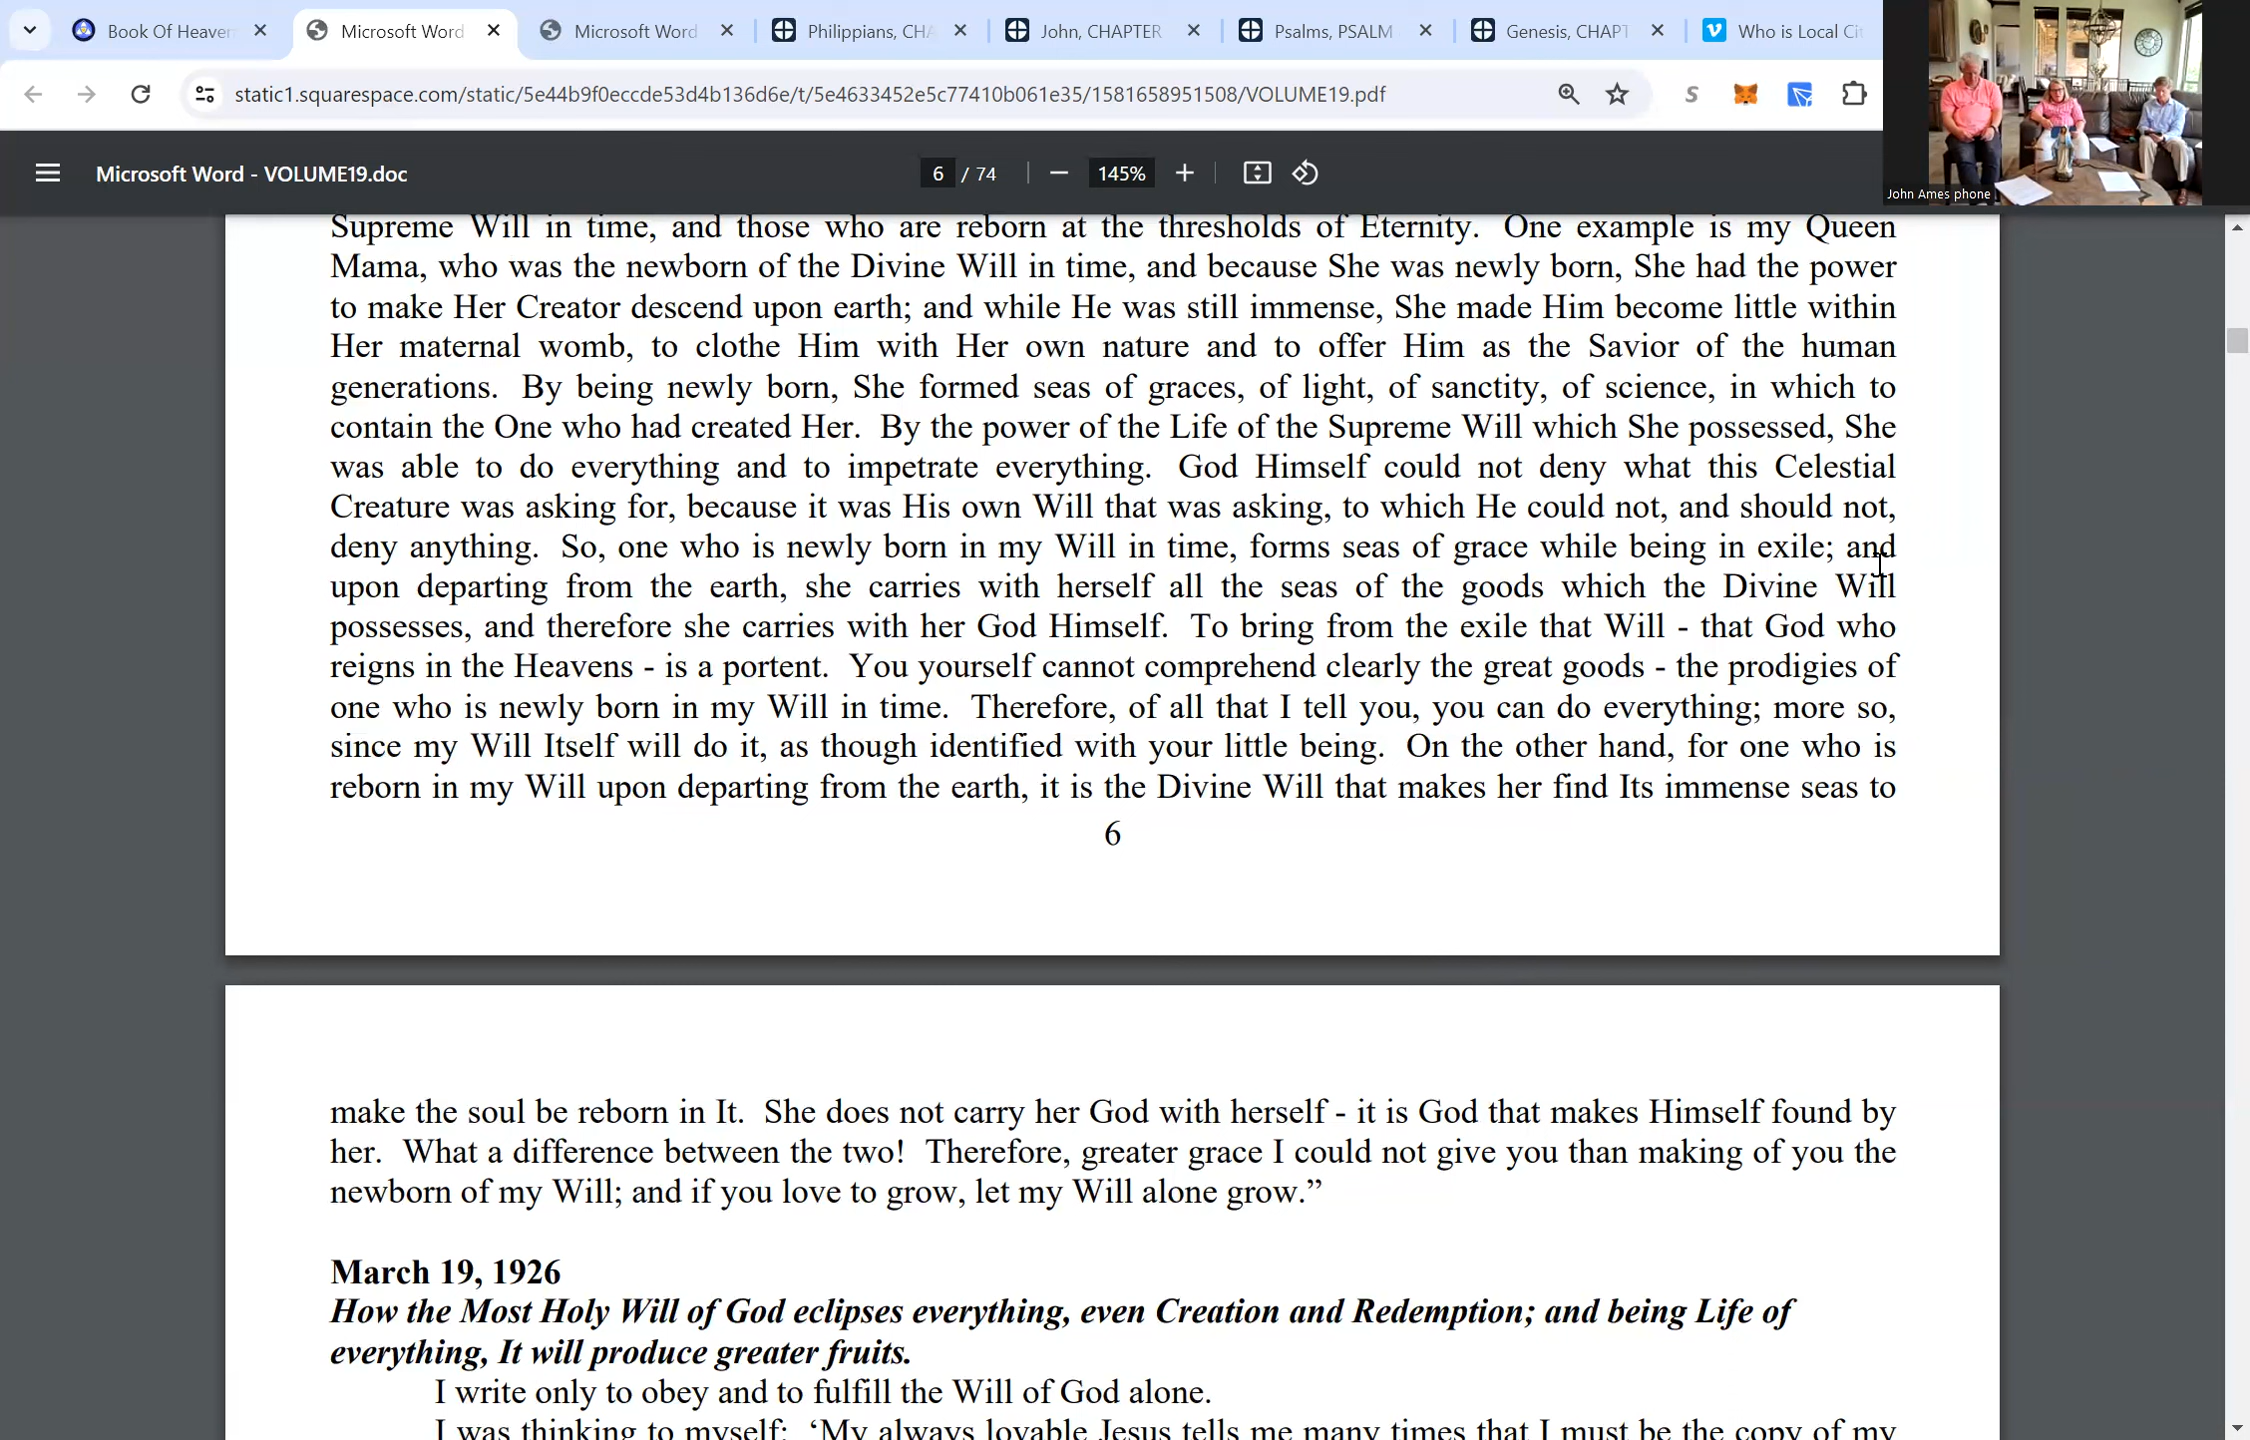 Book Of Heaven
Microsoft Word
Microsoft Word
Philippians, CHA
John, CHAPTER
Psalms, PSALM
Genesis, CHAPT
Who is Local Cit
static1.squarespace.com/static/5e44b9f0eccde53d4b136d6e/t/5e4633452e5c77410b061e35/1581658951508/VOLUME19.pdf
John Ames phone
Microsoft Word - VOLUME19.doc
6 / 74
145%
Supreme Will in time, and those who are reborn at the thresholds of Eternity. One example is my Queen
Mama, who was the newborn of the Divine Will in time, and because She was newly born, She had the power
to make Her Creator descend upon earth; and while He was still immense, She made Him become little within
Her maternal womb, to clothe Him with Her own nature and to offer Him as the Savior of the human
generations. By being newly born, She formed seas of graces, of light, of sanctity, of science, in which to
contain the One who had created Her. By the power of the Life of the Supreme Will which She possessed, She
was able to do everything and to impetrate everything. God Himself could not deny what this Celestial
Creature was asking for, because it was His own Will that was asking, to which He could not, and should not,
deny anything. So, one who is newly born in my Will in time, forms seas of grace while being in exile; and
upon departing from the earth, she carries with herself all the seas of the goods which the Divine Will
possesses, and therefore she carries with her God Himself. To bring from the exile that Will - that God who
reigns in the Heavens - is a portent. You yourself cannot comprehend clearly the great goods - the prodigies of
one who is newly born in my Will in time. Therefore, of all that I tell you, you can do everything; more so,
since my Will Itself will do it, as though identified with your little being. On the other hand, for one who is
reborn in my Will upon departing from the earth, it is the Divine Will that makes her find Its immense seas to
6
make the soul be reborn in It. She does not carry her God with herself - it is God that makes Himself found by
her. What a difference between the two! Therefore, greater grace I could not give you than making of you the
newborn of my Will; and if you love to grow, let my Will alone grow.”
March 19, 1926
How the Most Holy Will of God eclipses everything, even Creation and Redemption; and being Life of
everything, It will produce greater fruits.
I write only to obey and to fulfill the Will of God alone.
I was thinking to myself: ‘My always lovable Jesus tells me many times that I must be the copy of my